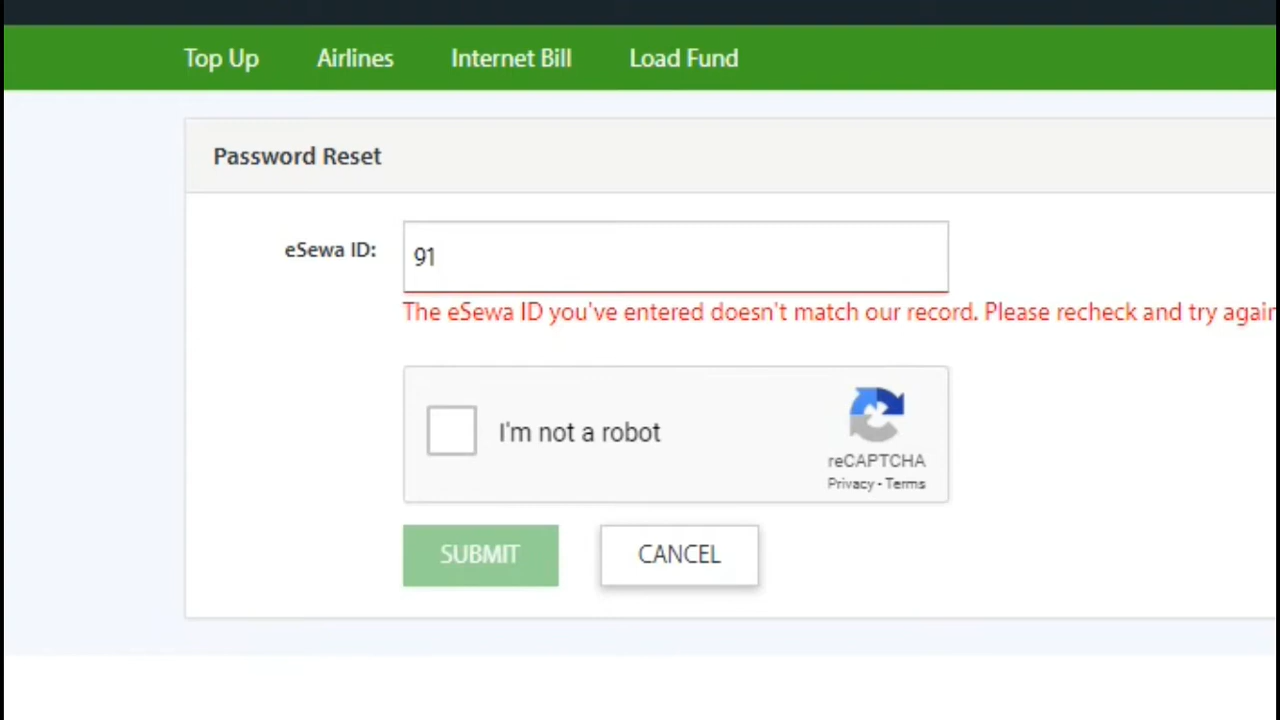 Top Up Airlines Internet Bill Load Fund
Password Reset
eSewa ID:
91
The eSewa ID you've entered doesn't match our record. Please recheck and try again
I'm not a robot
reCAPTCHA
Privacy - Terms
SUBMIT CANCEL